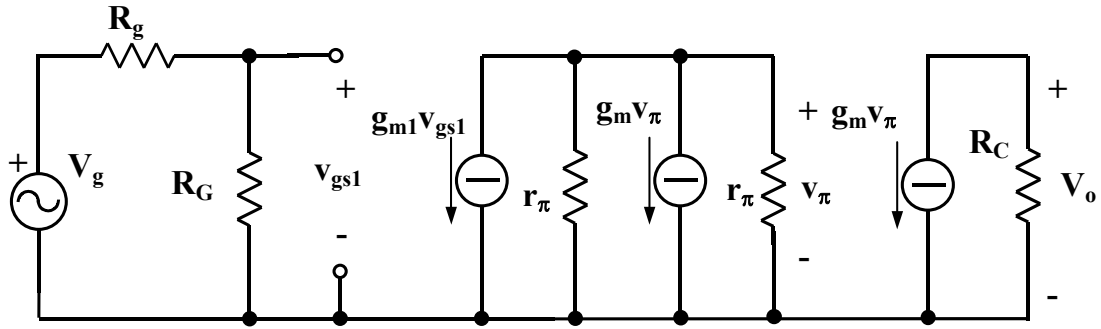 R_g
+
V_g
R_G
+
v_gs1
-
g_m1v_gs1
r_π
g_mv_π
r_π
+
v_π
-
g_mv_π
R_C
+
V_o
-